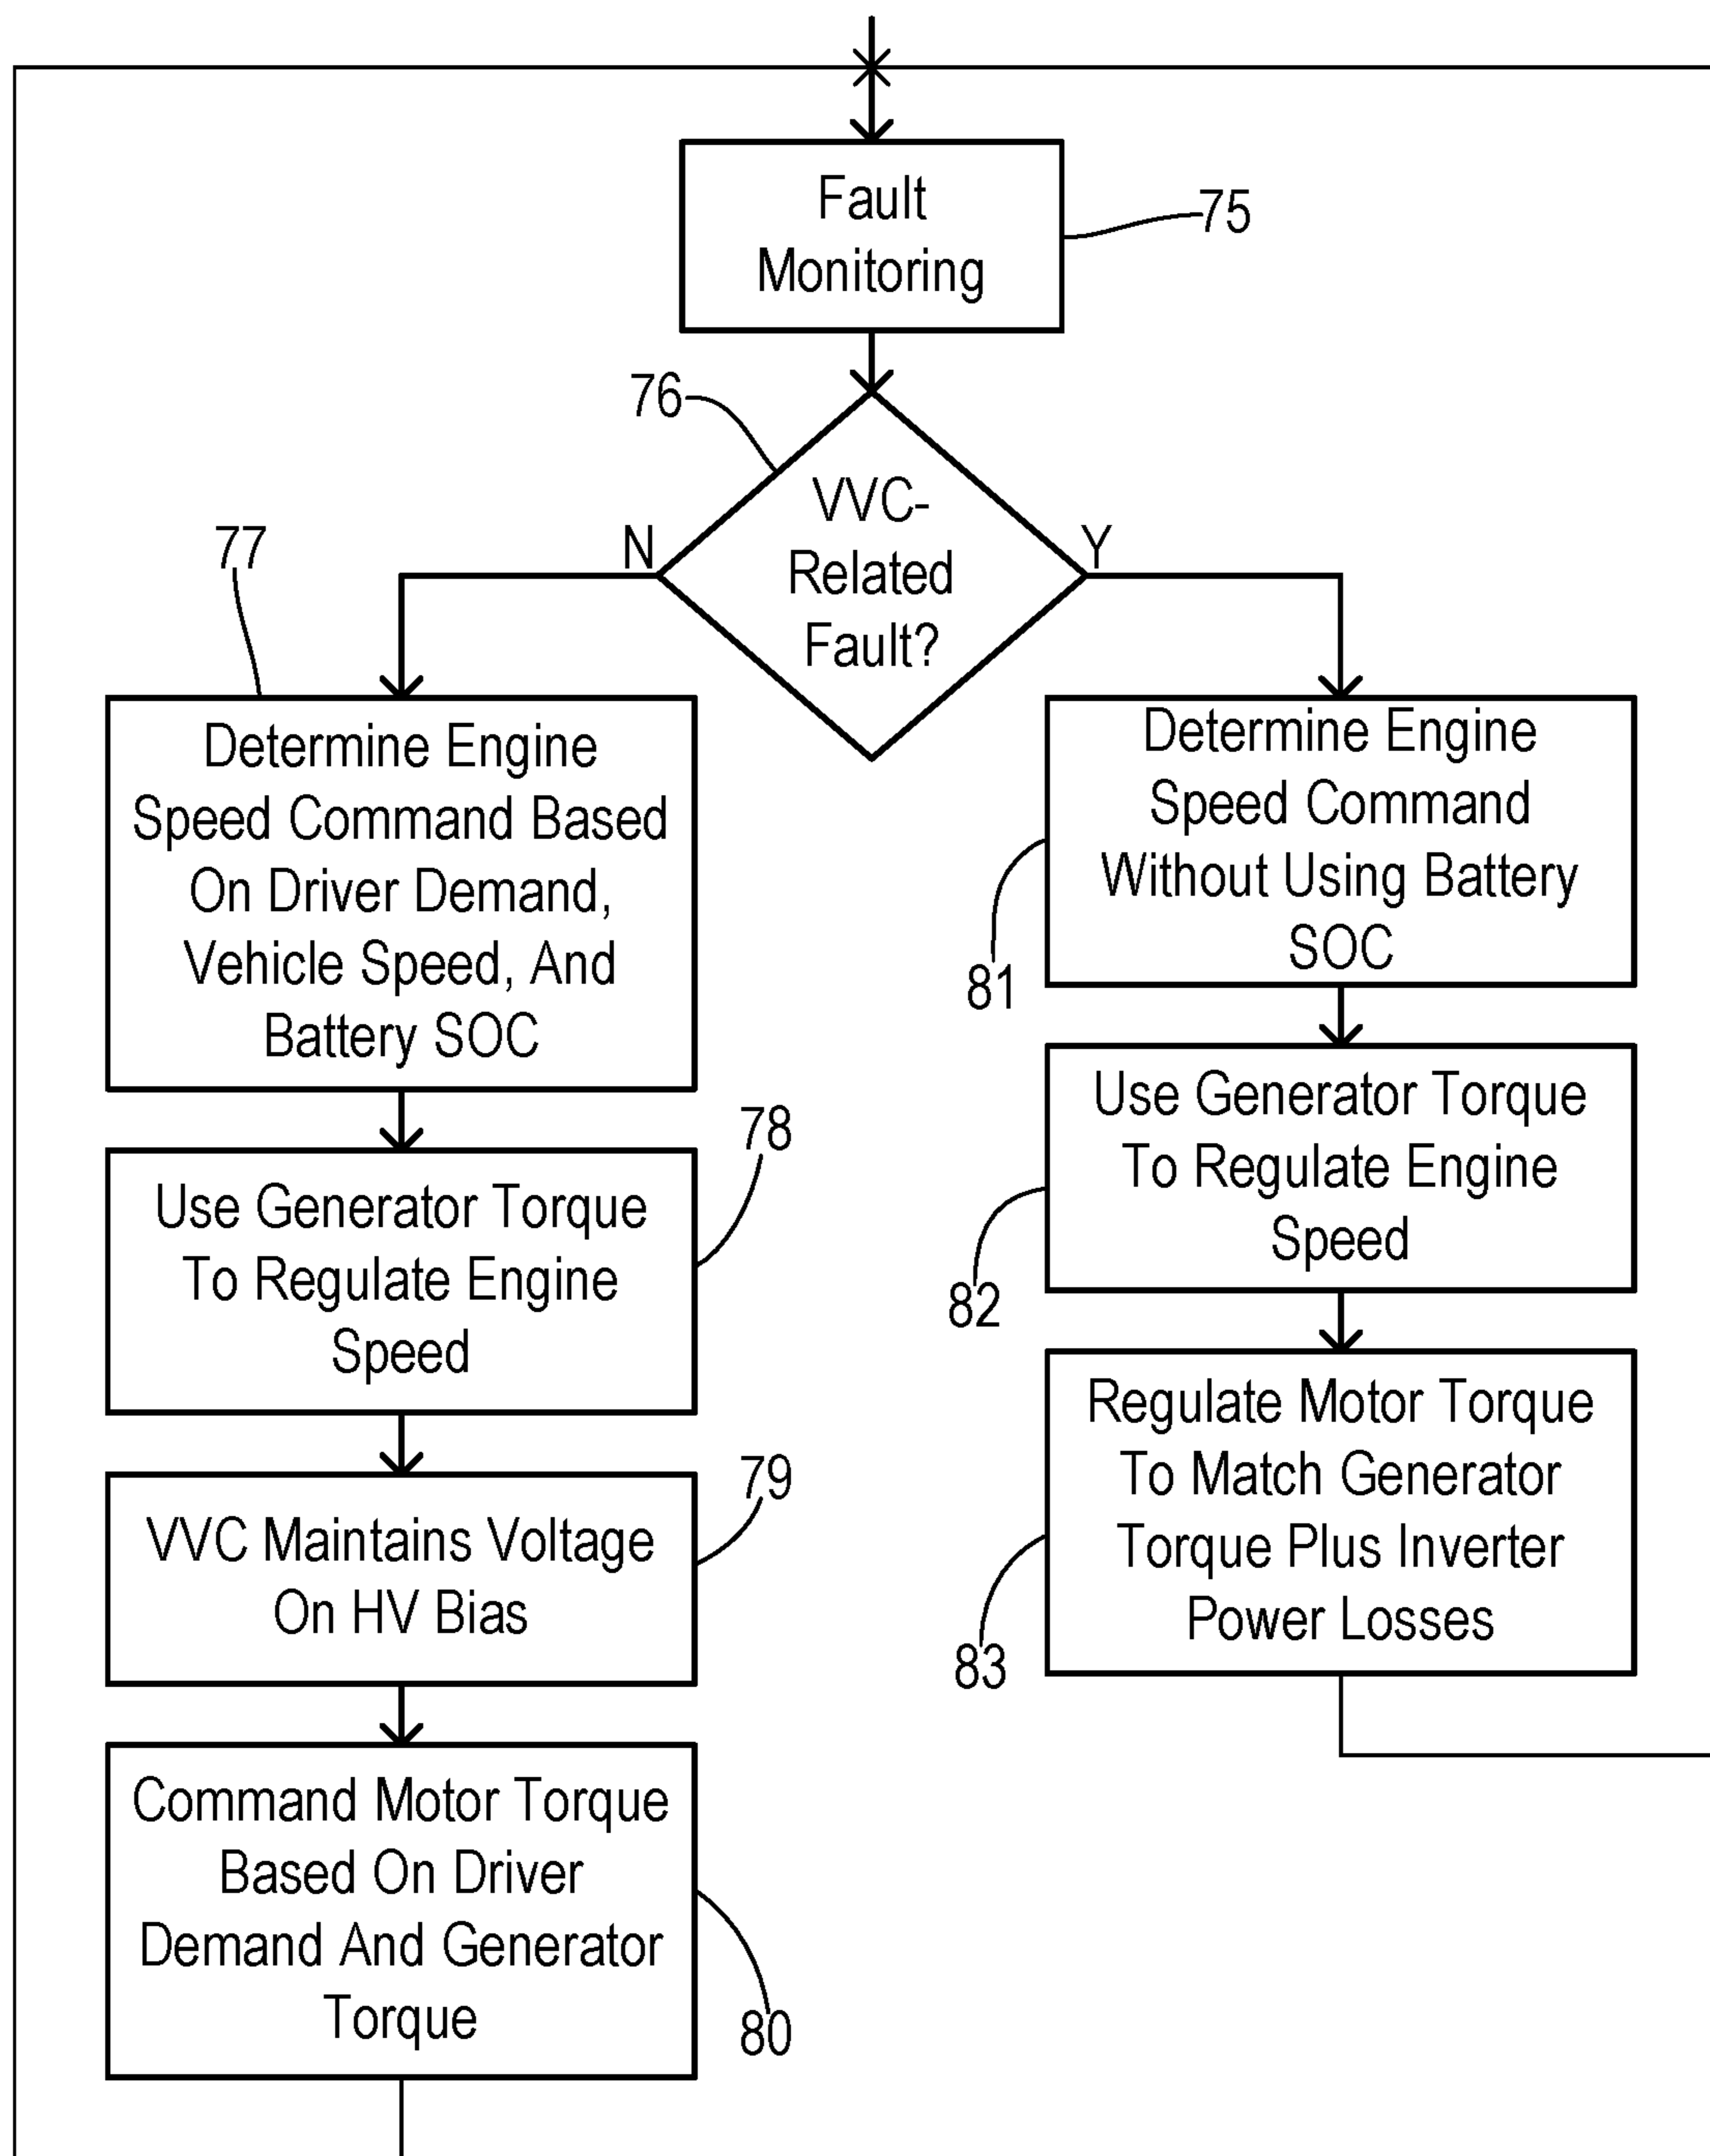 Fault
Monitoring
75
76
VVC-
Related
Fault?
N
Y
77
Determine Engine
Speed Command Based
On Driver Demand,
Vehicle Speed, And
Battery SOC
78
Use Generator Torque
To Regulate Engine
Speed
79
VVC Maintains Voltage
On HV Bias
Command Motor Torque
Based On Driver
Demand And Generator
Torque
80
Determine Engine
Speed Command
Without Using Battery
SOC
81
Use Generator Torque
To Regulate Engine
Speed
82
Regulate Motor Torque
To Match Generator
Torque Plus Inverter
Power Losses
83